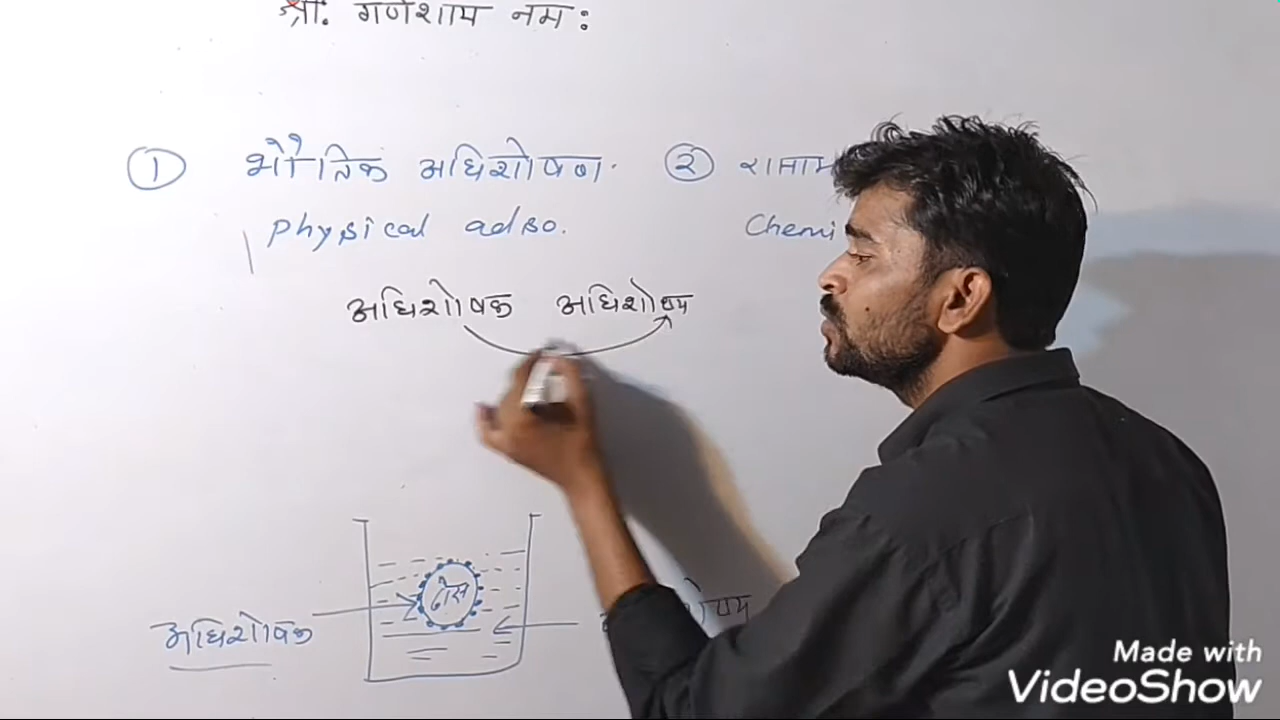 श्री. गणेशाय नमः
① भौतिक अधिशोषण. ② रासाय
Physical adso. Chemi
अधिशोषक अधिशोष्य
ठोस
अधिशोषक
Made with
VideoShow